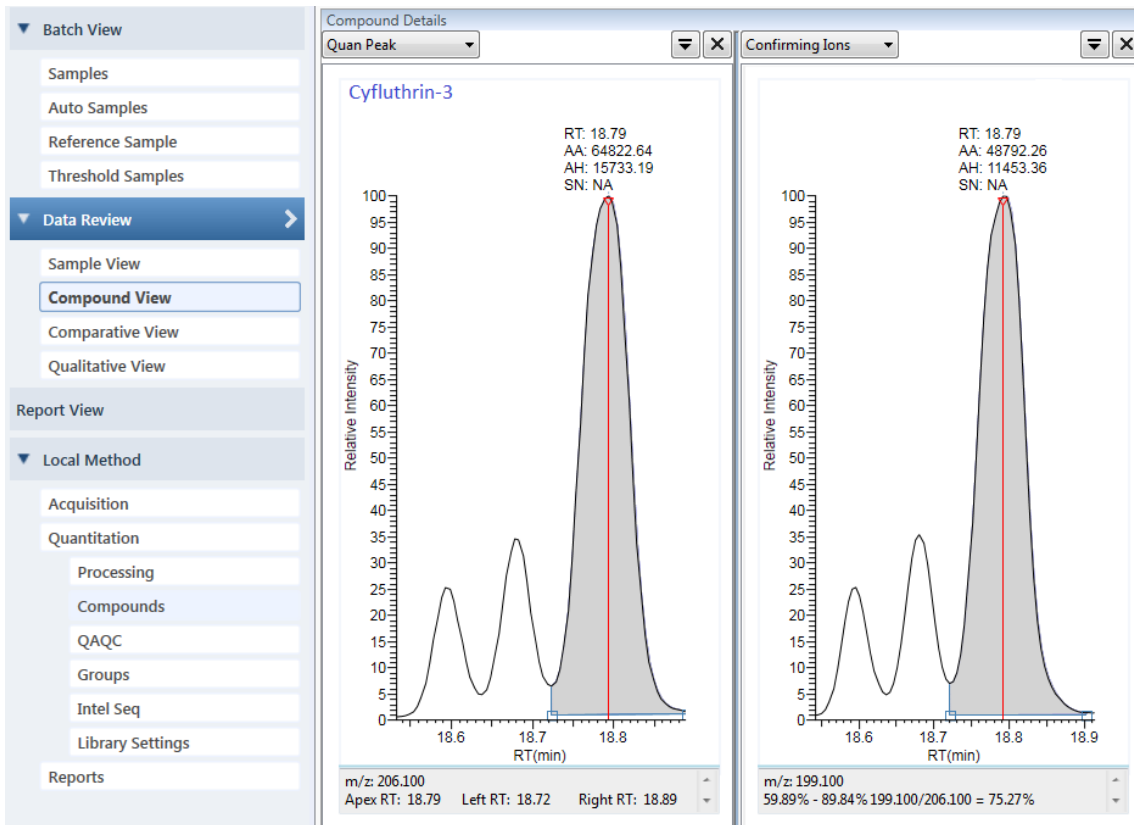 Batch View
Samples
Auto Samples
Reference Sample
Threshold Samples
Data Review
Sample View
Compound View
Comparative View
Qualitative View
Report View
Local Method
Acquisition
Quantitation
Processing
Compounds
QAQC
Groups
Intel Seq
Library Settings
Reports
Compound Details
Quan Peak
Cyfluthrin-3
RT: 18.79
AA: 64822.64
AH: 15733.19
SN: NA
100
95
90
85
80
75
70
65
60
55
50
45
40
35
30
25
20
15
10
5
0
Relative Intensity
18.6 18.7 18.8
RT(min)
m/z: 206.100
Apex RT: 18.79 Left RT: 18.72 Right RT: 18.89
Confirming Ions
RT: 18.79
AA: 48792.26
AH: 11453.36
SN: NA
100
95
90
85
80
75
70
65
60
55
50
45
40
35
30
25
20
15
10
5
0
Relative Intensity
18.6 18.7 18.8 18.9
RT(min)
m/z: 199.100
59.89% - 89.84% 199.100/206.100 = 75.27%